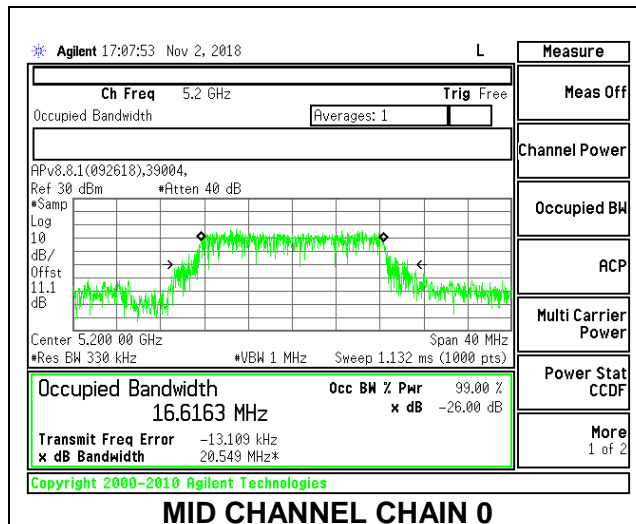 Agilent 17:07:53 Nov 2, 2018 L
Measure
Ch Freq 5.2 GHz Trig Free
Meas Off
Occupied Bandwidth Averages: 1
Channel Power
APv8.8.1(092618),39004,
Ref 30 dBm #Atten 40 dB
#Samp
Log
10
dB/
Offst
11.1
dB
Occupied BW
ACP
Multi Carrier
Power
Center 5.200 00 GHz Span 40 MHz
#Res BW 330 kHz #VBW 1 MHz Sweep 1.132 ms (1000 pts)
Power Stat
CCDF
Occupied Bandwidth Occ BW % Pwr 99.00 %
16.6163 MHz x dB -26.00 dB
Transmit Freq Error -13.109 kHz
x dB Bandwidth 20.549 MHz*
More
1 of 2
Copyright 2000-2010 Agilent Technologies
MID CHANNEL CHAIN 0